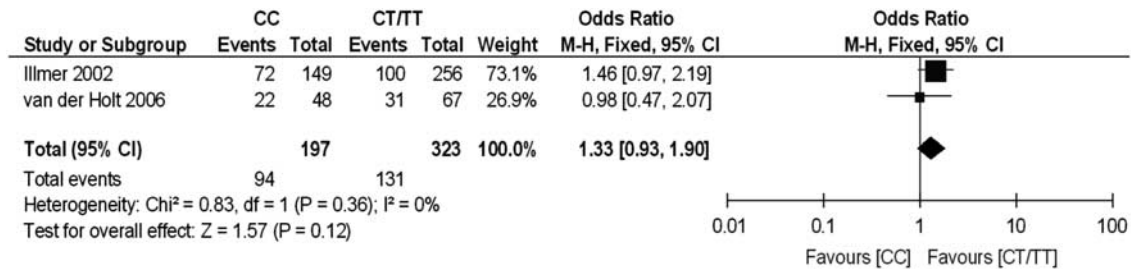 CC CT/TT Odds Ratio Odds Ratio
Study or Subgroup Events Total Events Total Weight M-H, Fixed, 95% CI M-H, Fixed, 95% CI
Illmer 2002 72 149 100 256 73.1% 1.46 [0.97, 2.19]
van der Holt 2006 22 48 31 67 26.9% 0.98 [0.47, 2.07]
Total (95% CI) 197 323 100.0% 1.33 [0.93, 1.90]
Total events 94 131
Heterogeneity: Chi² = 0.83, df = 1 (P = 0.36); I² = 0%
Test for overall effect: Z = 1.57 (P = 0.12)
0.01 0.1 1 10 100
Favours [CC] Favours [CT/TT]